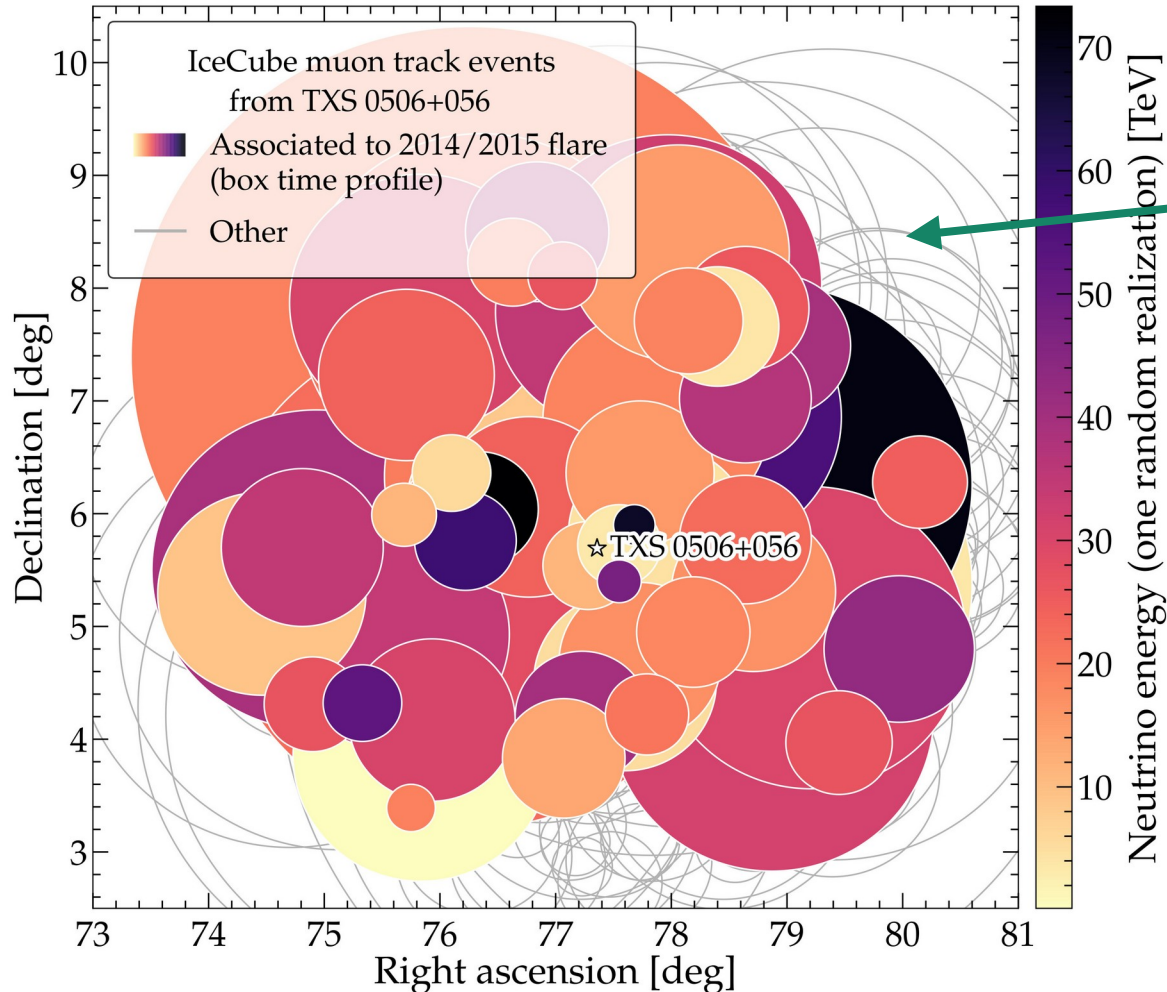 IceCube muon track events
from TXS 0506+056
Associated to 2014/2015 flare
(box time profile)
Other
TXS 0506+056
10
9
8
7
6
5
4
3
Declination [deg]
73 74 75 76 77 78 79 80 81
Right ascension [deg]
70
60
50
40
30
20
10
Neutrino energy (one random realization) [TeV]